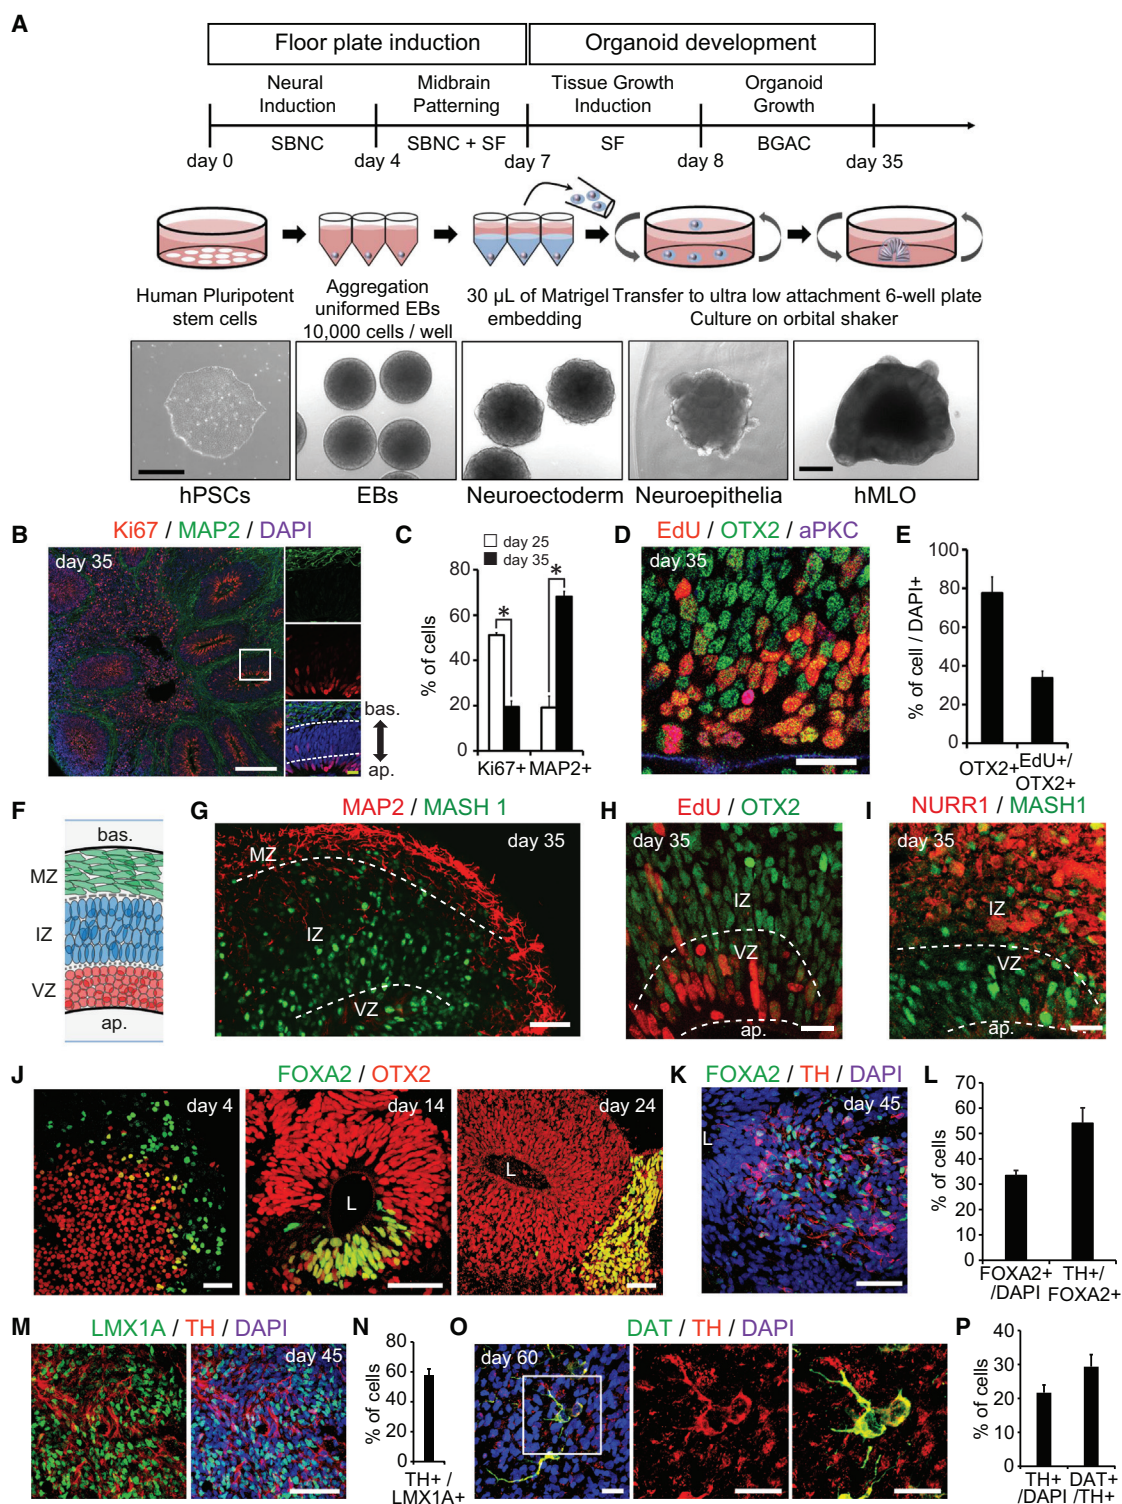 A
Floor plate induction
Organoid development
Neural Induction
Midbrain Patterning
Tissue Growth Induction
Organoid Growth
SBNC
SBNC + SF
SF
BGAC
day 0
day 4
day 7
day 8
day 35
Human Pluripotent stem cells
Aggregation uniformed EBs 10,000 cells / well
30 µL of Matrigel embedding
Transfer to ultra low attachment 6-well plate
Culture on orbital shaker
hPSCs
EBs
Neuroectoderm
Neuroepithelia
hMLO
B
Ki67 / MAP2 / DAPI
day 35
bas.
ap.
C
day 25
day 35
% of cells
80
60
40
20
0
*
*
Ki67+
MAP2+
D
EdU / OTX2 / aPKC
day 35
E
% of cell / DAPI+
100
80
60
40
20
0
OTX2+
EdU+/ OTX2+
F
bas.
MZ
IZ
VZ
ap.
G
MAP2 / MASH 1
day 35
MZ
IZ
VZ
H
EdU / OTX2
day 35
IZ
VZ
ap.
I
NURR1 / MASH1
day 35
IZ
VZ
ap.
J
FOXA2 / OTX2
day 4
day 14
L
day 24
L
K
FOXA2 / TH / DAPI
day 45
L
L
% of cells
70
60
50
40
30
20
10
0
FOXA2+ /DAPI
TH+/ FOXA2+
M
LMX1A / TH / DAPI
day 45
N
% of cells
80
60
40
20
0
TH+ / LMX1A+
O
DAT / TH / DAPI
day 60
P
% of cells
40
30
20
10
0
TH+ /DAPI
DAT+ /TH+